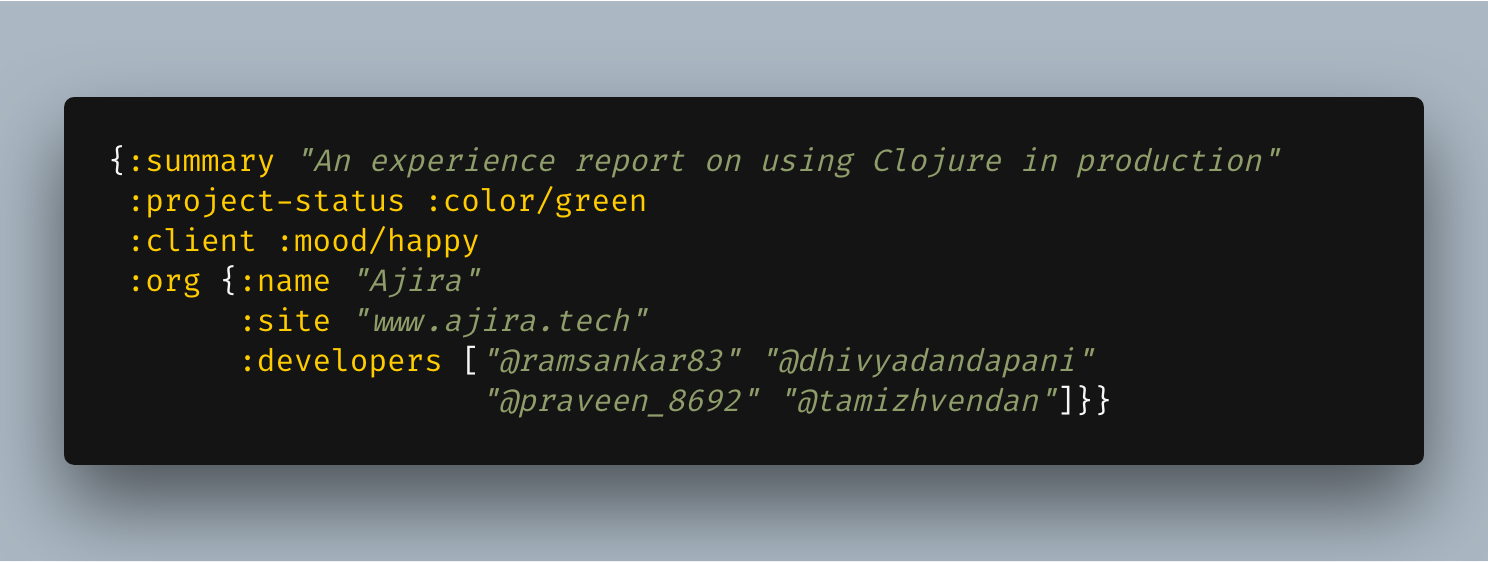 {:summary "An experience report on using Clojure in production"
 :project-status :color/green
 :client :mood/happy
 :org {:name "Ajira"
       :site "www.ajira.tech"
       :developers ["@ramsankar83" "@dhivyadandapani"
                    "@praveen_8692" "@tamizhvendan"]}}